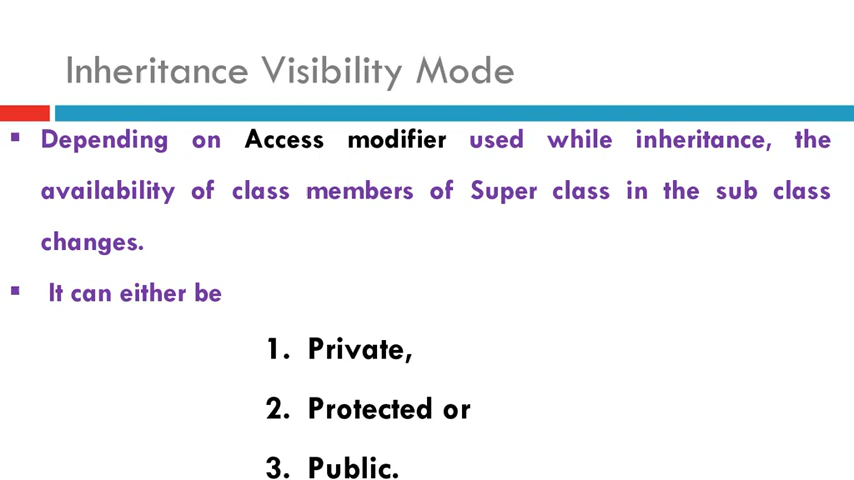 Inheritance Visibility Mode
▪ Depending on Access modifier used while inheritance, the
availability of class members of Super class in the sub class
changes.
▪ It can either be
1. Private,
2. Protected or
3. Public.